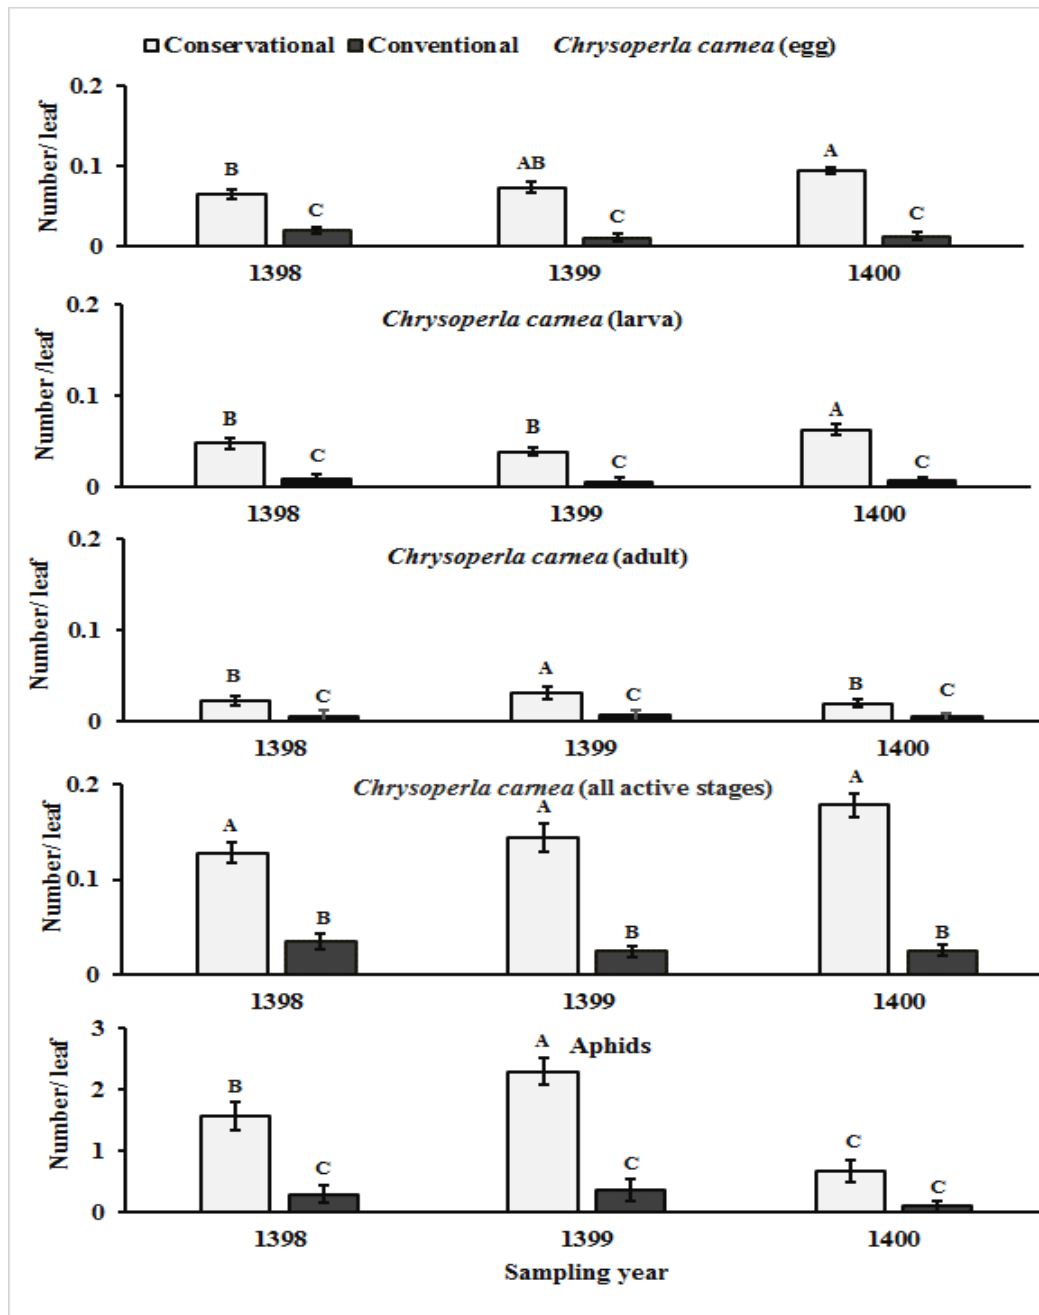 Conservational Conventional Chrysoperla carnea (egg)
Number/ leaf
0.2
0.1
0
B
C
AB
C
A
C
1398 1399 1400
Chrysoperla carnea (larva)
Number /leaf
0.2
0.1
0
B
C
B
C
A
C
1398 1399 1400
Chrysoperla carnea (adult)
Number/ leaf
0.2
0.1
0
B
C
A
C
B
C
1398 1399 1400
Chrysoperla carnea (all active stages)
Number/ leaf
0.2
0.1
0
A
B
A
B
A
B
1398 1399 1400
Aphids
Number/ leaf
3
2
1
0
B
C
A
C
C
C
1398 1399 1400
Sampling year